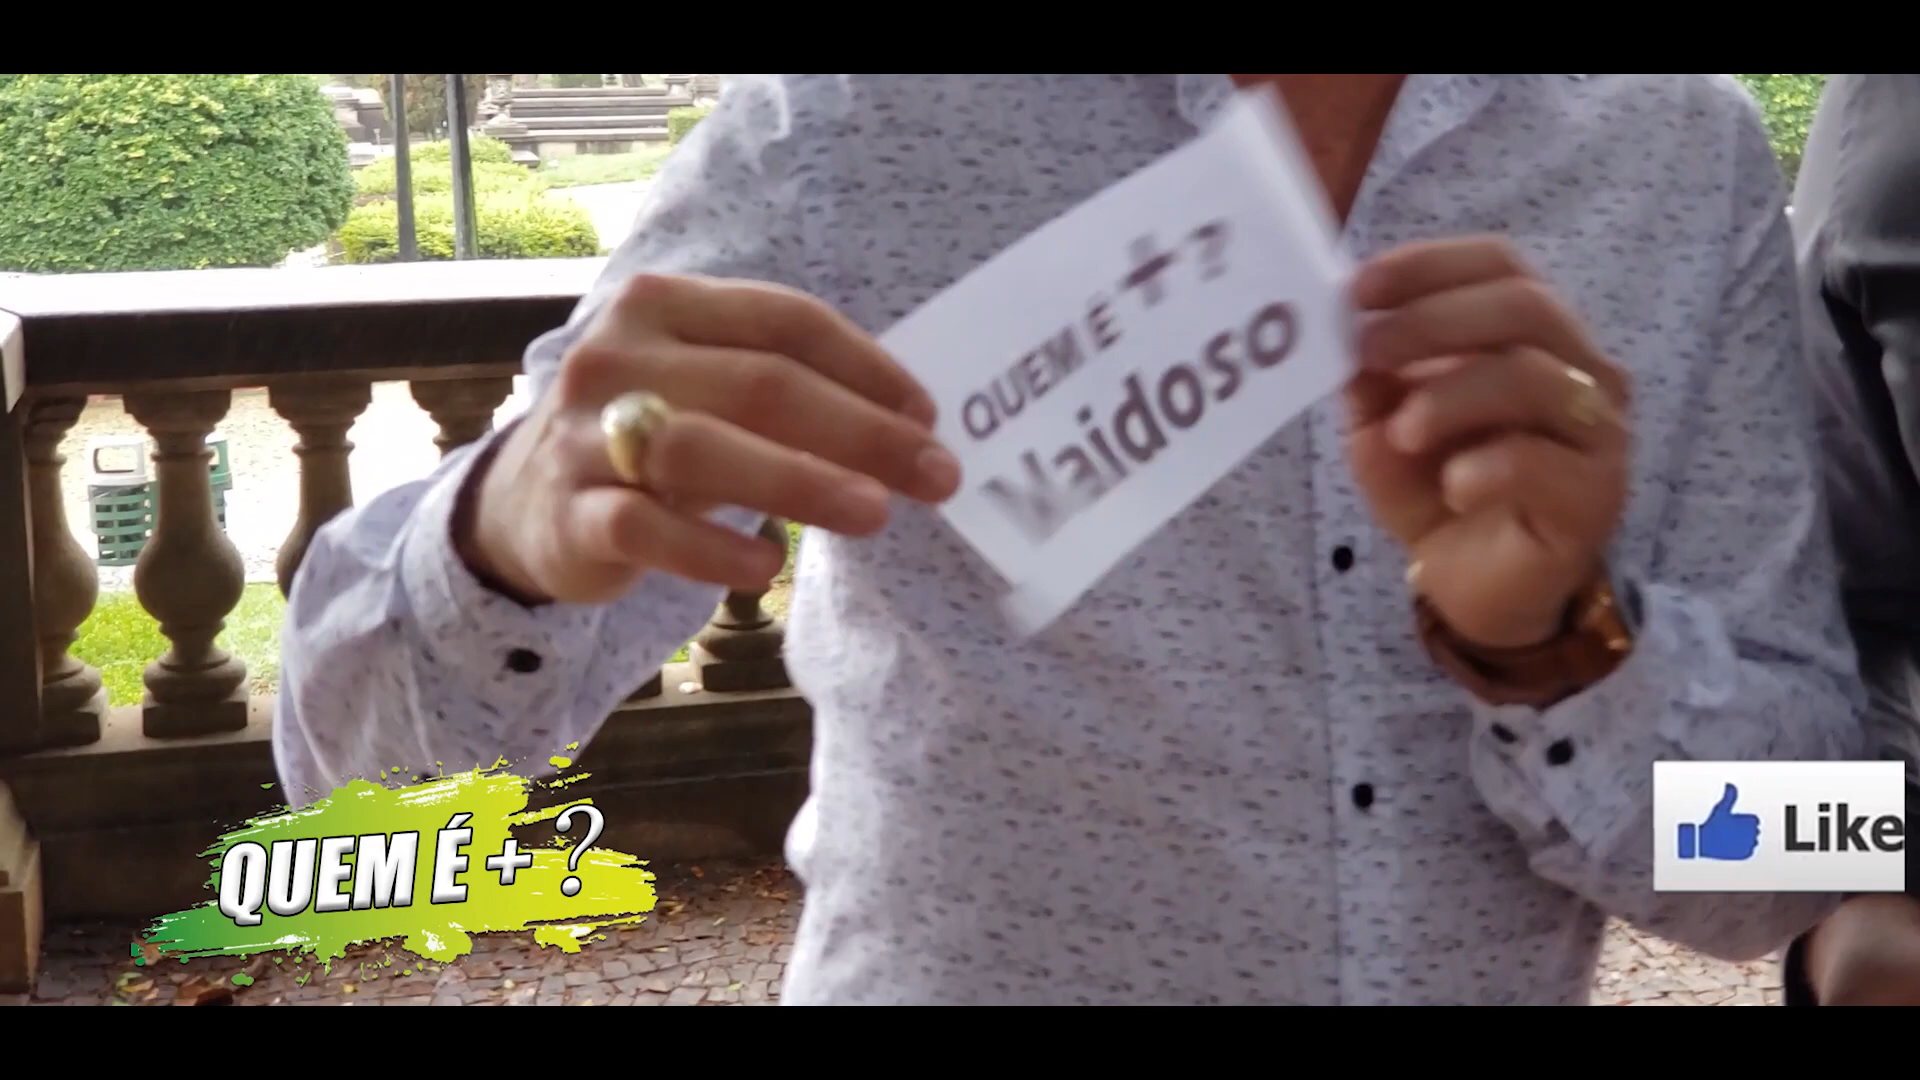 QUEM E + ?
Vaidoso
QUEM É + ?
Like